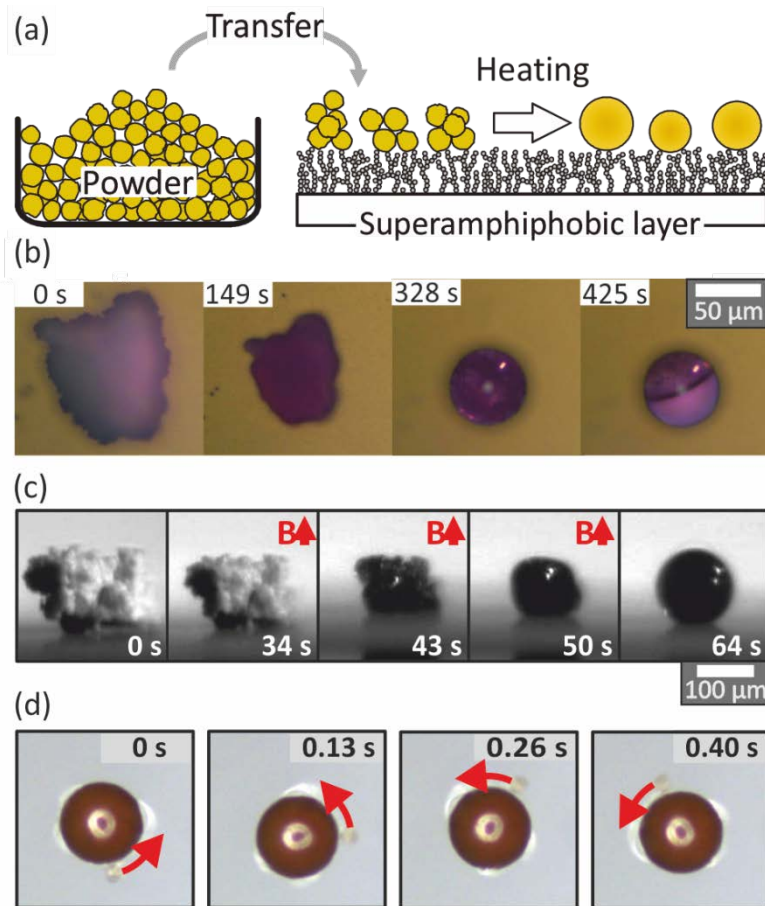 (a)
Transfer
Heating
Powder
Superamphiphobic layer
(b)
0 s
149 s
328 s
425 s
50 µm
(c)
B
B
B
0 s
34 s
43 s
50 s
64 s
100 µm
(d)
0 s
0.13 s
0.26 s
0.40 s